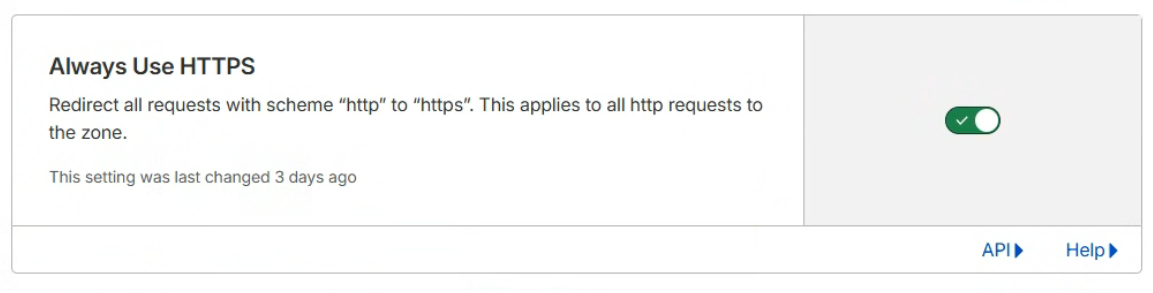 Always Use HTTPS
Redirect all requests with scheme “http” to “https”. This applies to all http requests to
the zone.
This setting was last changed 3 days ago
API
Help